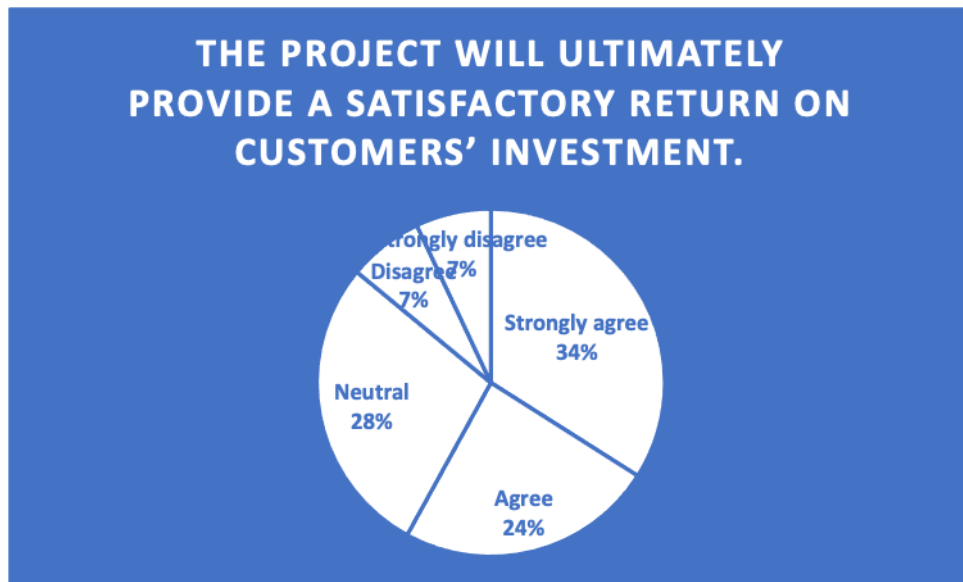 THE PROJECT WILL ULTIMATELY
PROVIDE A SATISFACTORY RETURN ON
CUSTOMERS’ INVESTMENT.
Strongly disagree
7%
Disagree
7%
Strongly agree
34%
Neutral
28%
Agree
24%